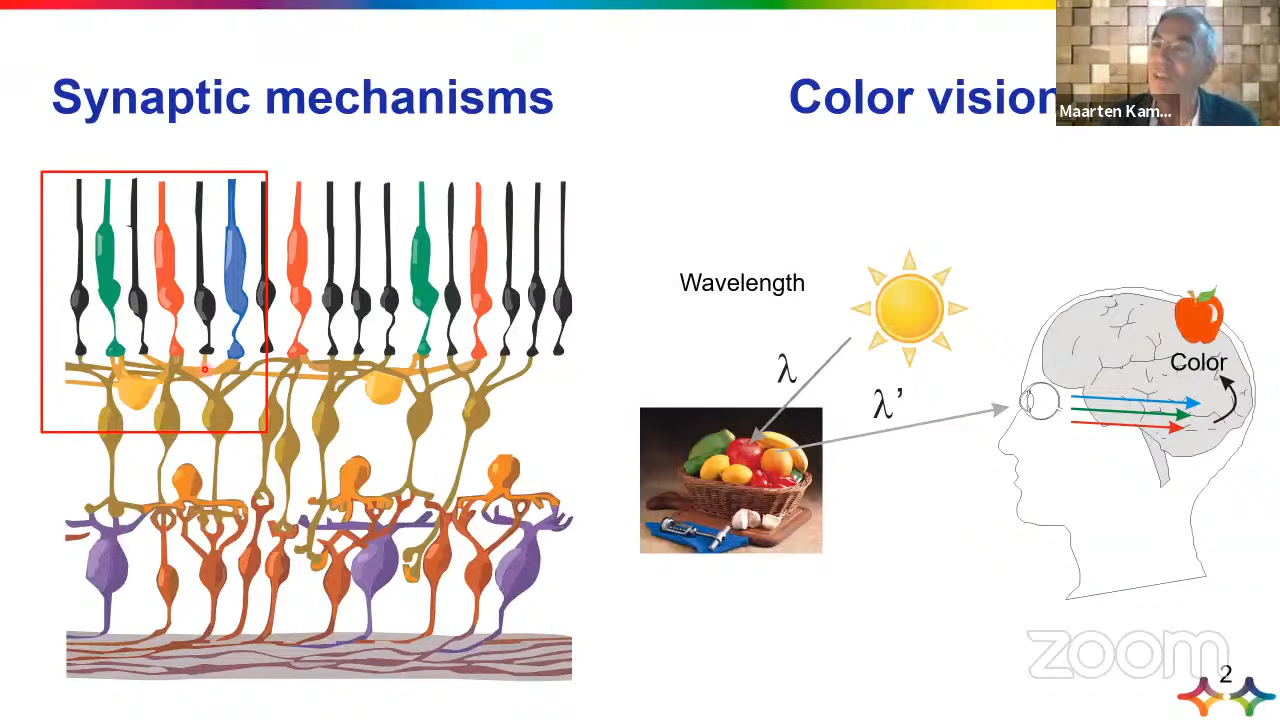 Synaptic mechanisms
Color vision
Maarten Kam...
Wavelength
λ
λ’
Color
zoom
2